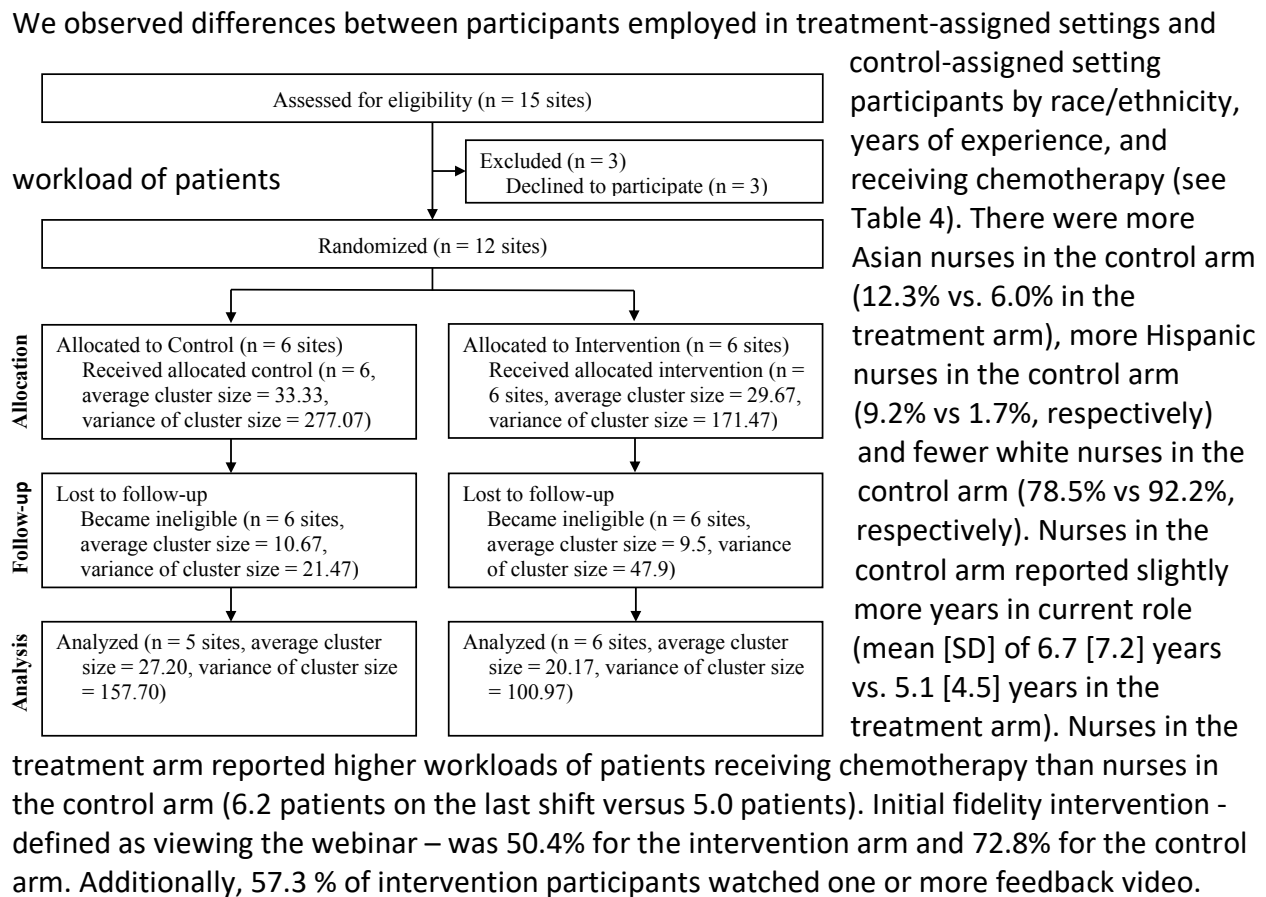 We observed differences between participants employed in treatment-assigned settings and
control-assigned setting
participants by race/ethnicity,
years of experience, and
workload of patients
receiving chemotherapy (see
Table 4). There were more
Asian nurses in the control arm
(12.3% vs. 6.0% in the
treatment arm), more Hispanic
nurses in the control arm
(9.2% vs 1.7%, respectively)
and fewer white nurses in the
control arm (78.5% vs 92.2%,
respectively). Nurses in the
control arm reported slightly
more years in current role
(mean [SD] of 6.7 [7.2] years
vs. 5.1 [4.5] years in the
treatment arm). Nurses in the
treatment arm reported higher workloads of patients receiving chemotherapy than nurses in
the control arm (6.2 patients on the last shift versus 5.0 patients). Initial fidelity intervention -
defined as viewing the webinar – was 50.4% for the intervention arm and 72.8% for the control
arm. Additionally, 57.3 % of intervention participants watched one or more feedback video.
Assessed for eligibility (n = 15 sites)
Excluded (n = 3)
Declined to participate (n = 3)
Randomized (n = 12 sites)
Allocation
Allocated to Control (n = 6 sites)
Received allocated control (n = 6,
average cluster size = 33.33,
variance of cluster size = 277.07)
Allocated to Intervention (n = 6 sites)
Received allocated intervention (n =
6 sites, average cluster size = 29.67,
variance of cluster size = 171.47)
Follow-up
Lost to follow-up
Became ineligible (n = 6 sites,
average cluster size = 10.67,
variance of cluster size = 21.47)
Lost to follow-up
Became ineligible (n = 6 sites,
average cluster size = 9.5, variance
of cluster size = 47.9)
Analysis
Analyzed (n = 5 sites, average cluster
size = 27.20, variance of cluster size
= 157.70)
Analyzed (n = 6 sites, average cluster
size = 20.17, variance of cluster size
= 100.97)